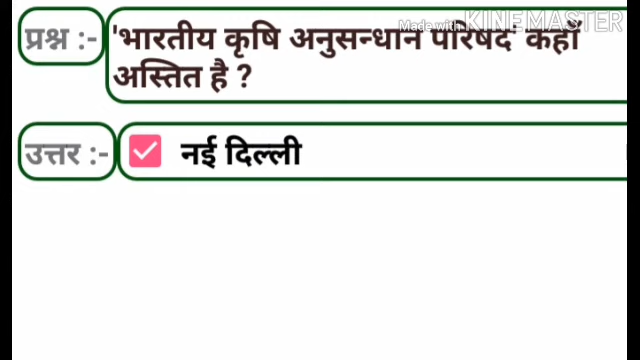 Made with KINEMASTER
प्रश्न :- 'भारतीय कृषि अनुसन्धान परिषद' कहाँ
अस्तित है ?
उत्तर :- नई दिल्ली